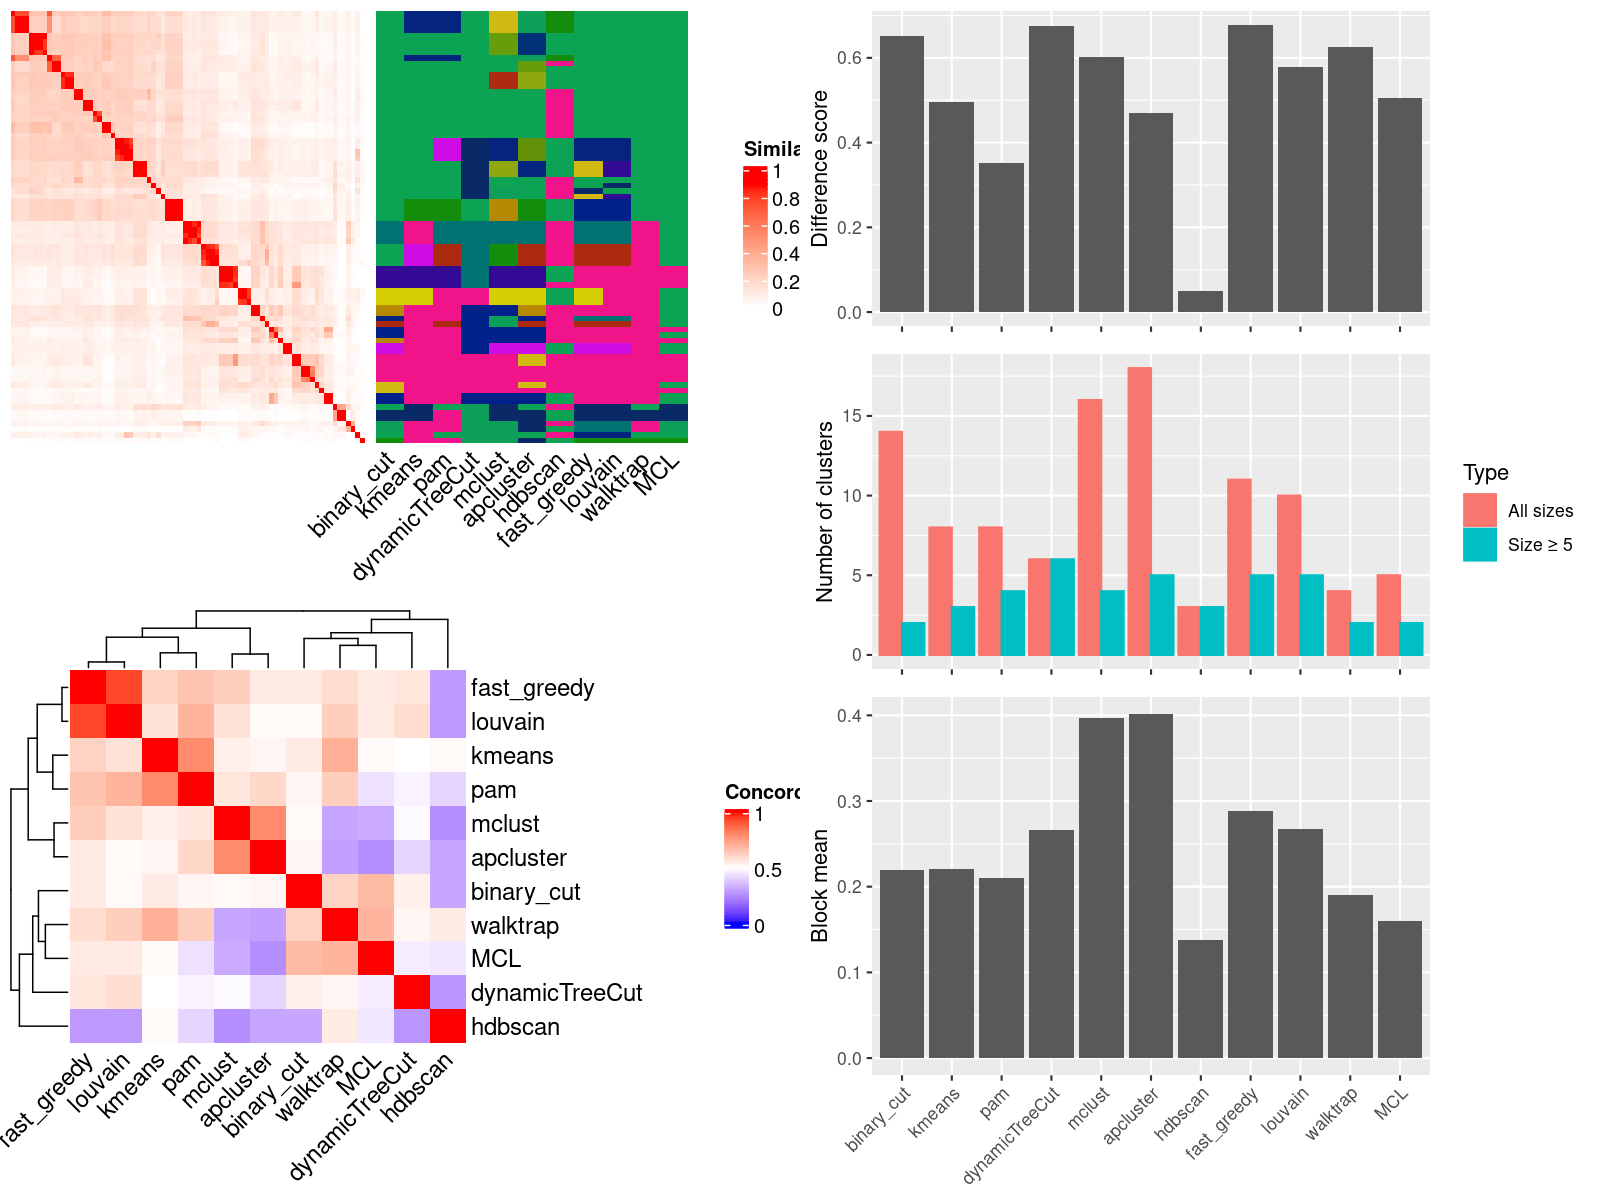 Simila
1
0.8
0.6
0.4
0.2
0
binary_cut
kmeans
pam
dynamicTreeCut
mclust
apcluster
hdbscan
fast_greedy
louvain
walktrap
MCL
fast_greedy
louvain
kmeans
pam
mclust
apcluster
binary_cut
walktrap
MCL
dynamicTreeCut
hdbscan
fast_greedy
louvain
kmeans
pam
mclust
apcluster
binary_cut
walktrap
MCL
dynamicTreeCut
hdbscan
Concord
1
0.5
0
Difference score
0.6
0.4
0.2
0.0
Number of clusters
15
10
5
0
Type
All sizes
Size ≥ 5
Block mean
0.4
0.3
0.2
0.1
0.0
binary_cut
kmeans
pam
dynamicTreeCut
mclust
apcluster
hdbscan
fast_greedy
louvain
walktrap
MCL